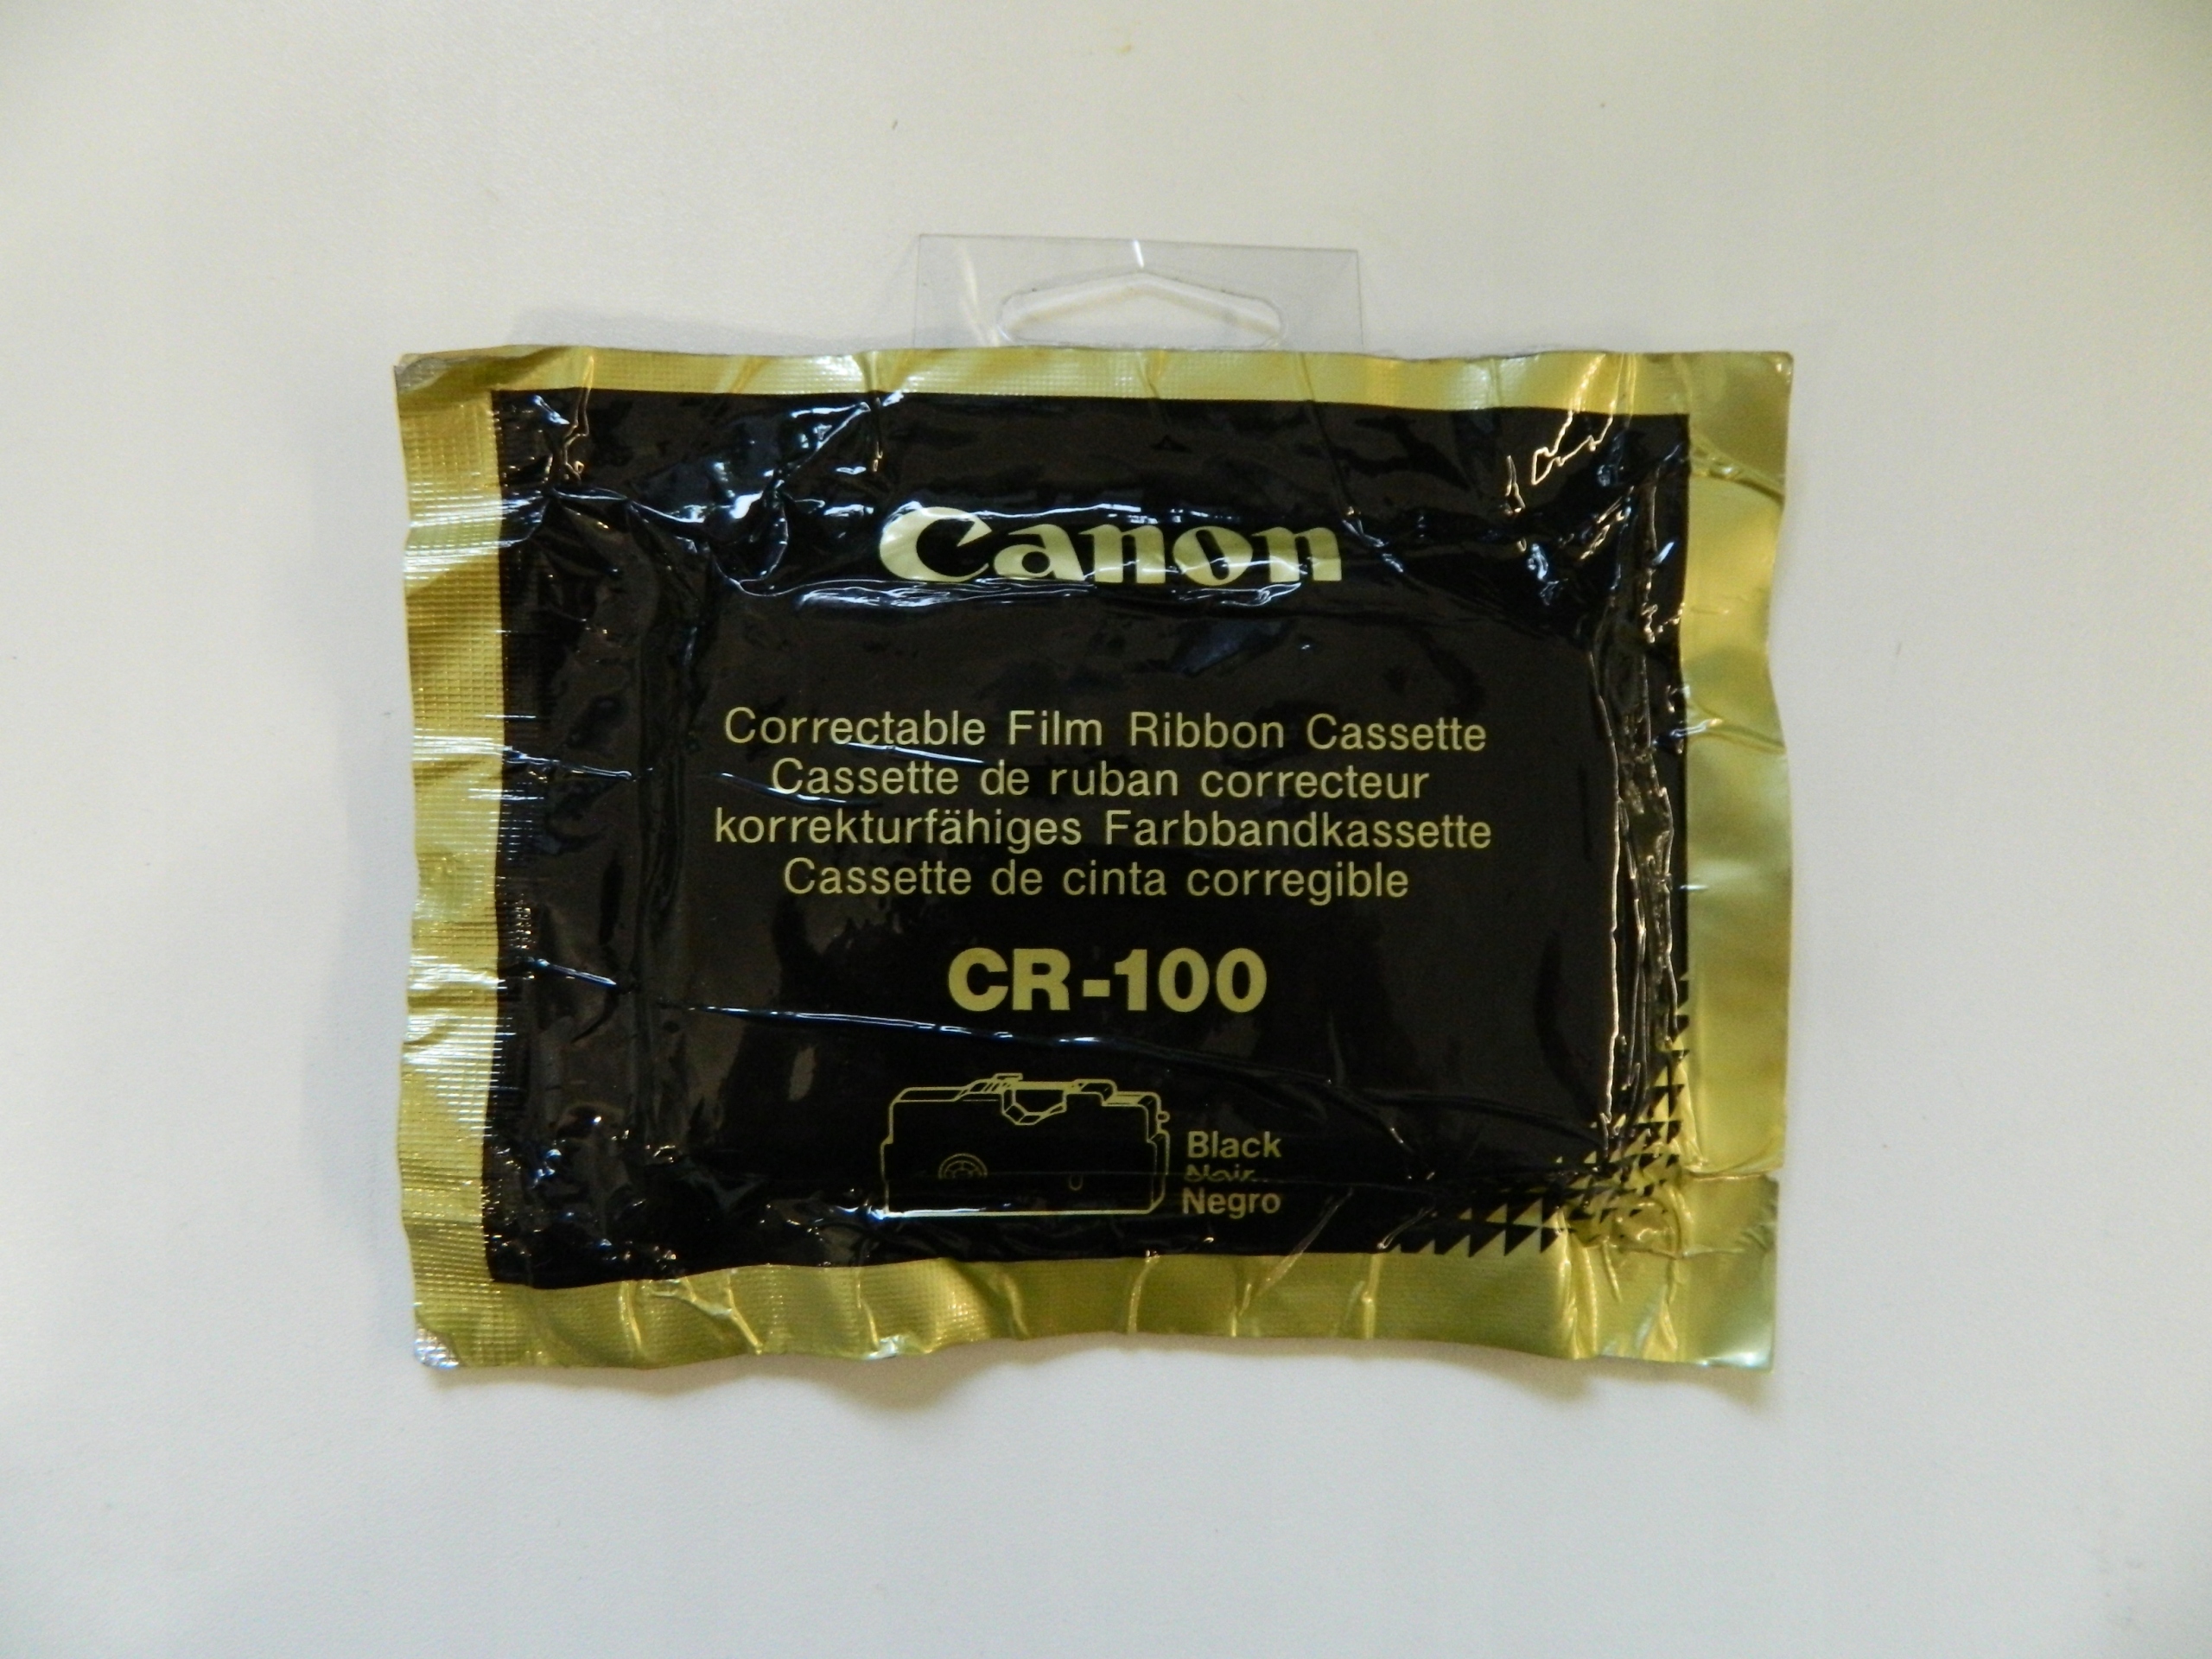 Canon
Correctable Film Ribbon Cassette
Cassette de ruban correcteur
korrekturfähiges Farbbandkassette
Cassette de cinta corregible
CR-100
Black
Noir
Negro